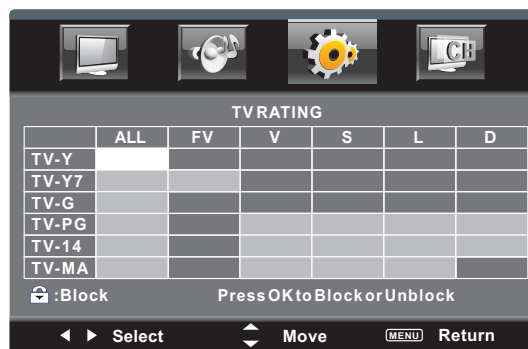 CH
TV RATING
ALL FV V S L D
TV-Y
TV-Y7
TV-G
TV-PG
TV-14
TV-MA
:Block Press OK to Block or Unblock
Select Move MENU Return